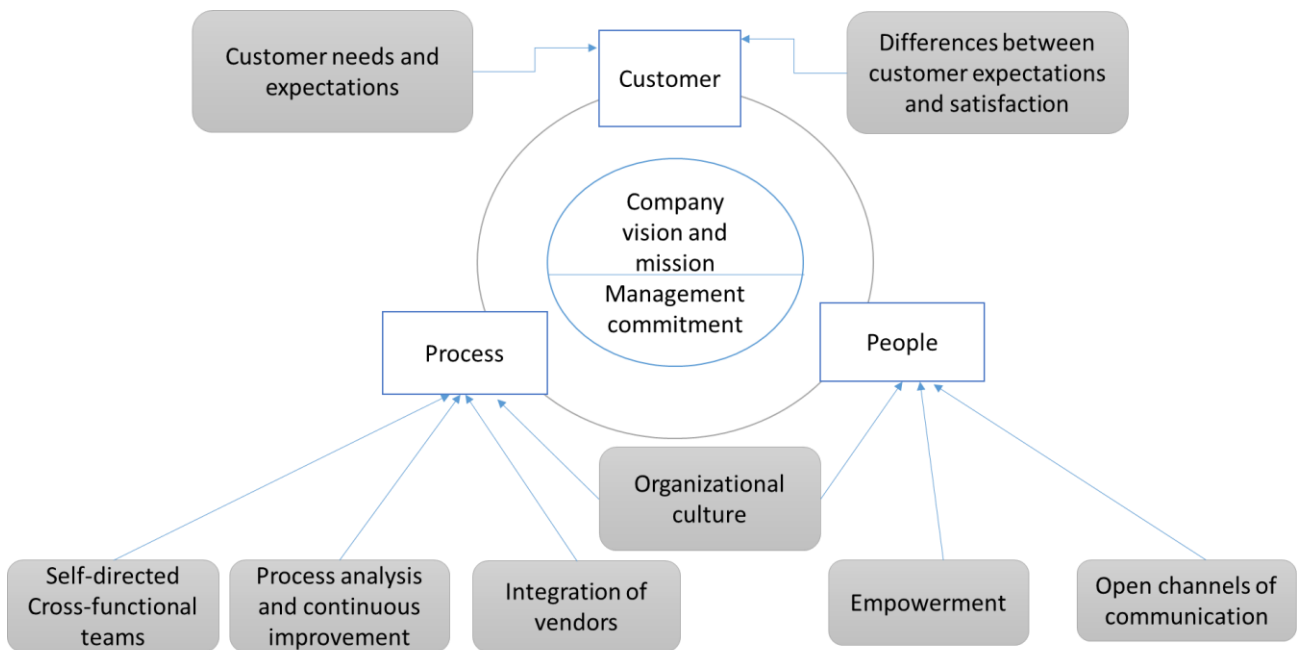 Customer needs and
expectations
Customer
Differences between
customer expectations
and satisfaction
Company
vision and
mission
Management
commitment
Process
People
Organizational
culture
Self-directed
Cross-functional
teams
Process analysis
and continuous
improvement
Integration of
vendors
Empowerment
Open channels of
communication